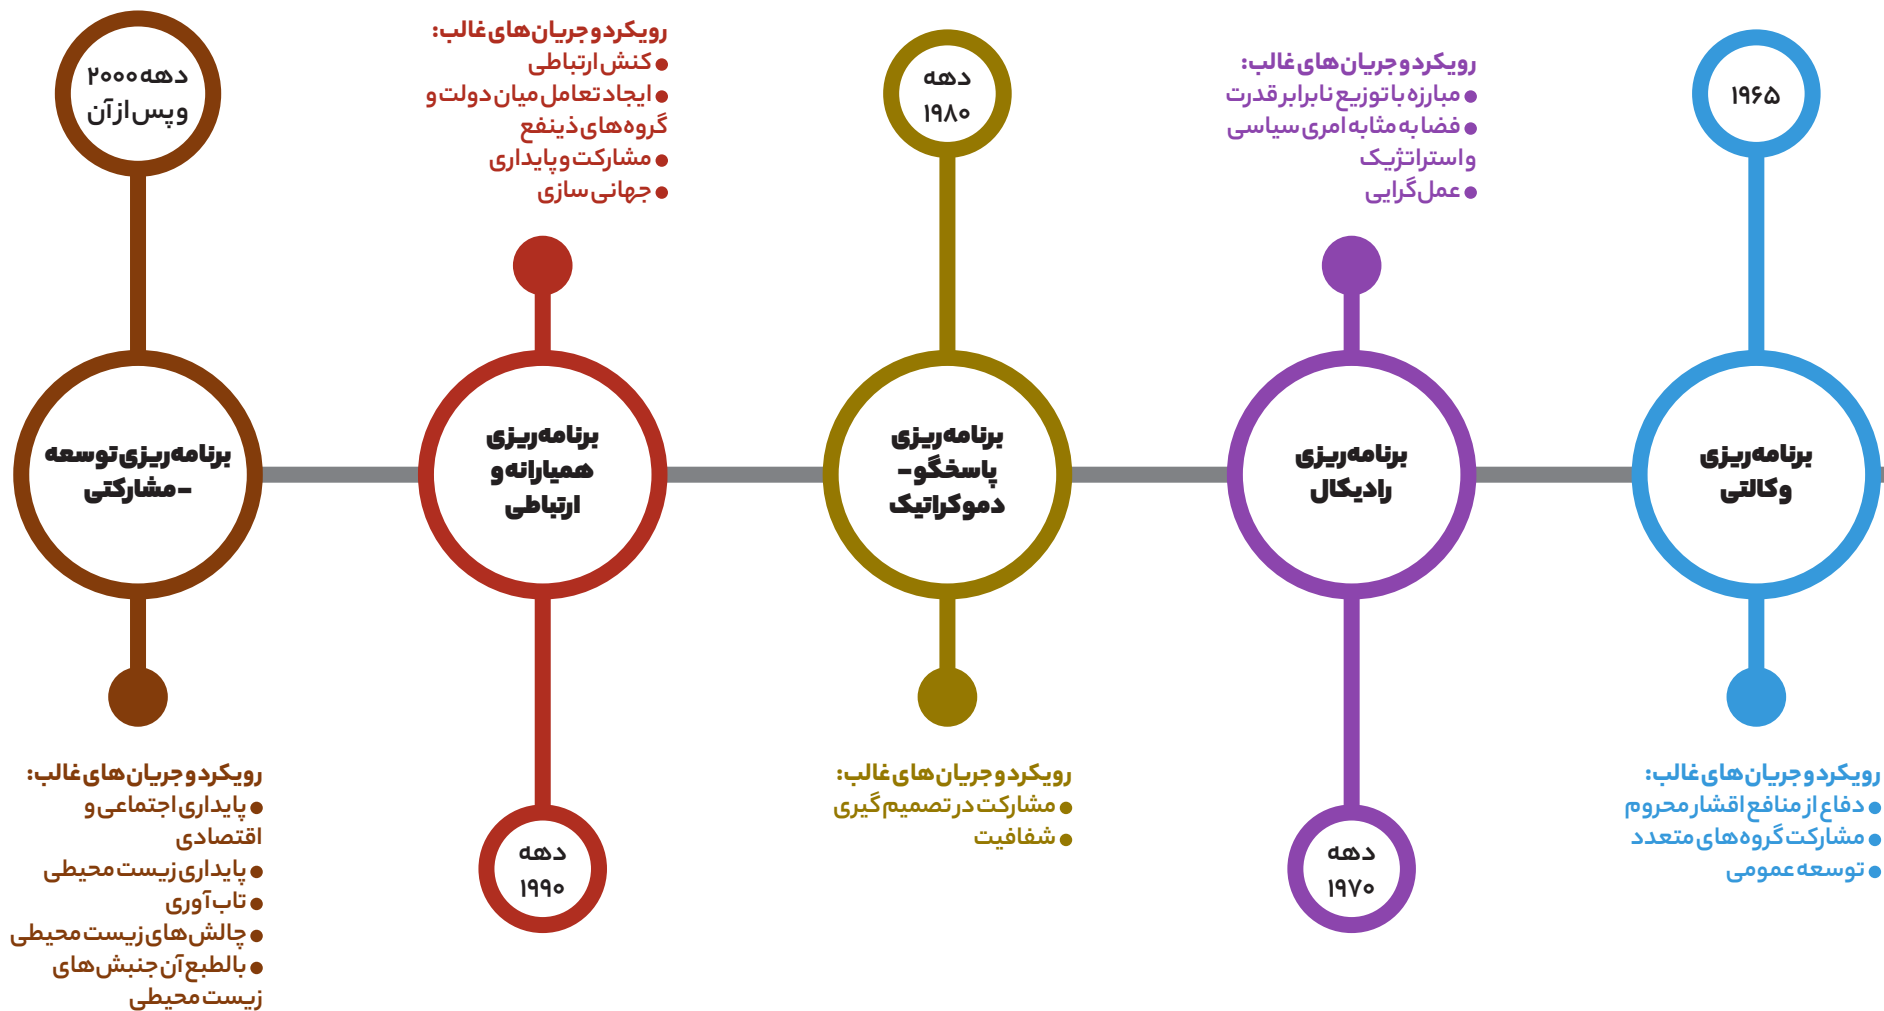 ۱۹۶۵
برنامه‌ریزی
وکالتی
رویکرد و جریان‌های غالب:
● دفاع از منافع اقشار محروم
● مشارکت گروه‌های متعدد
● توسعه عمومی
رویکرد و جریان‌های غالب:
● مبارزه با توزیع نابرابر قدرت
● فضا به مثابه امری سیاسی
و استراتژیک
● عمل‌گرایی
برنامه‌ریزی
رادیکال
دهه
۱۹۷۰
دهه
۱۹۸۰
برنامه‌ریزی
پاسخگو-
دموکراتیک
رویکرد و جریان‌های غالب:
● مشارکت در تصمیم‌گیری
● شفافیت
رویکرد و جریان‌های غالب:
● کنش ارتباطی
● ایجاد تعامل میان دولت و
گروه‌های ذینفع
● مشارکت و پایداری
● جهانی سازی
برنامه‌ریزی
همیارانه و
ارتباطی
دهه
۱۹۹۰
دهه ۲۰۰۰
و پس از آن
برنامه‌ریزی توسعه
-مشارکتی
رویکرد و جریان‌های غالب:
● پایداری اجتماعی و
اقتصادی
● پایداری زیست محیطی
● تاب‌آوری
● چالش‌های زیست محیطی
● بالطبع آن جنبش‌های
زیست محیطی